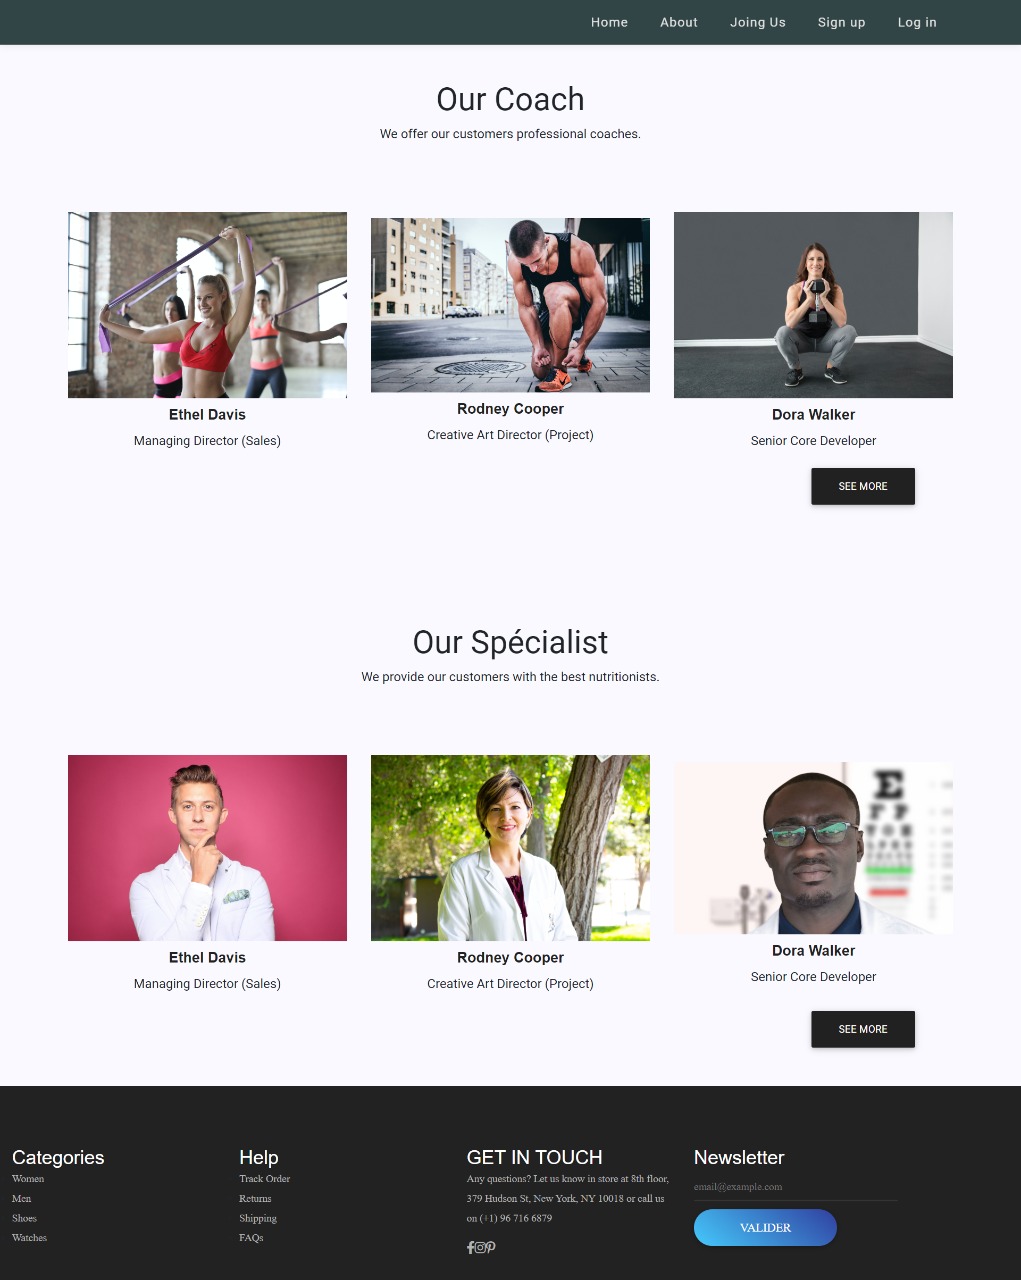 Home About Joing Us Sign up Log in
Our Coach
We offer our customers professional coaches.
Ethel Davis
Managing Director (Sales)
Rodney Cooper
Creative Art Director (Project)
Dora Walker
Senior Core Developer
SEE MORE
Our Spécialist
We provide our customers with the best nutritionists.
Ethel Davis
Managing Director (Sales)
Rodney Cooper
Creative Art Director (Project)
Dora Walker
Senior Core Developer
SEE MORE
Categories
Women
Men
Shoes
Watches
Help
Track Order
Returns
Shipping
FAQs
GET IN TOUCH
Any questions? Let us know in store at 8th floor,
379 Hudson St, New York, NY 10018 or call us
on (+1) 96 716 6879
Newsletter
email@example.com
VALIDER